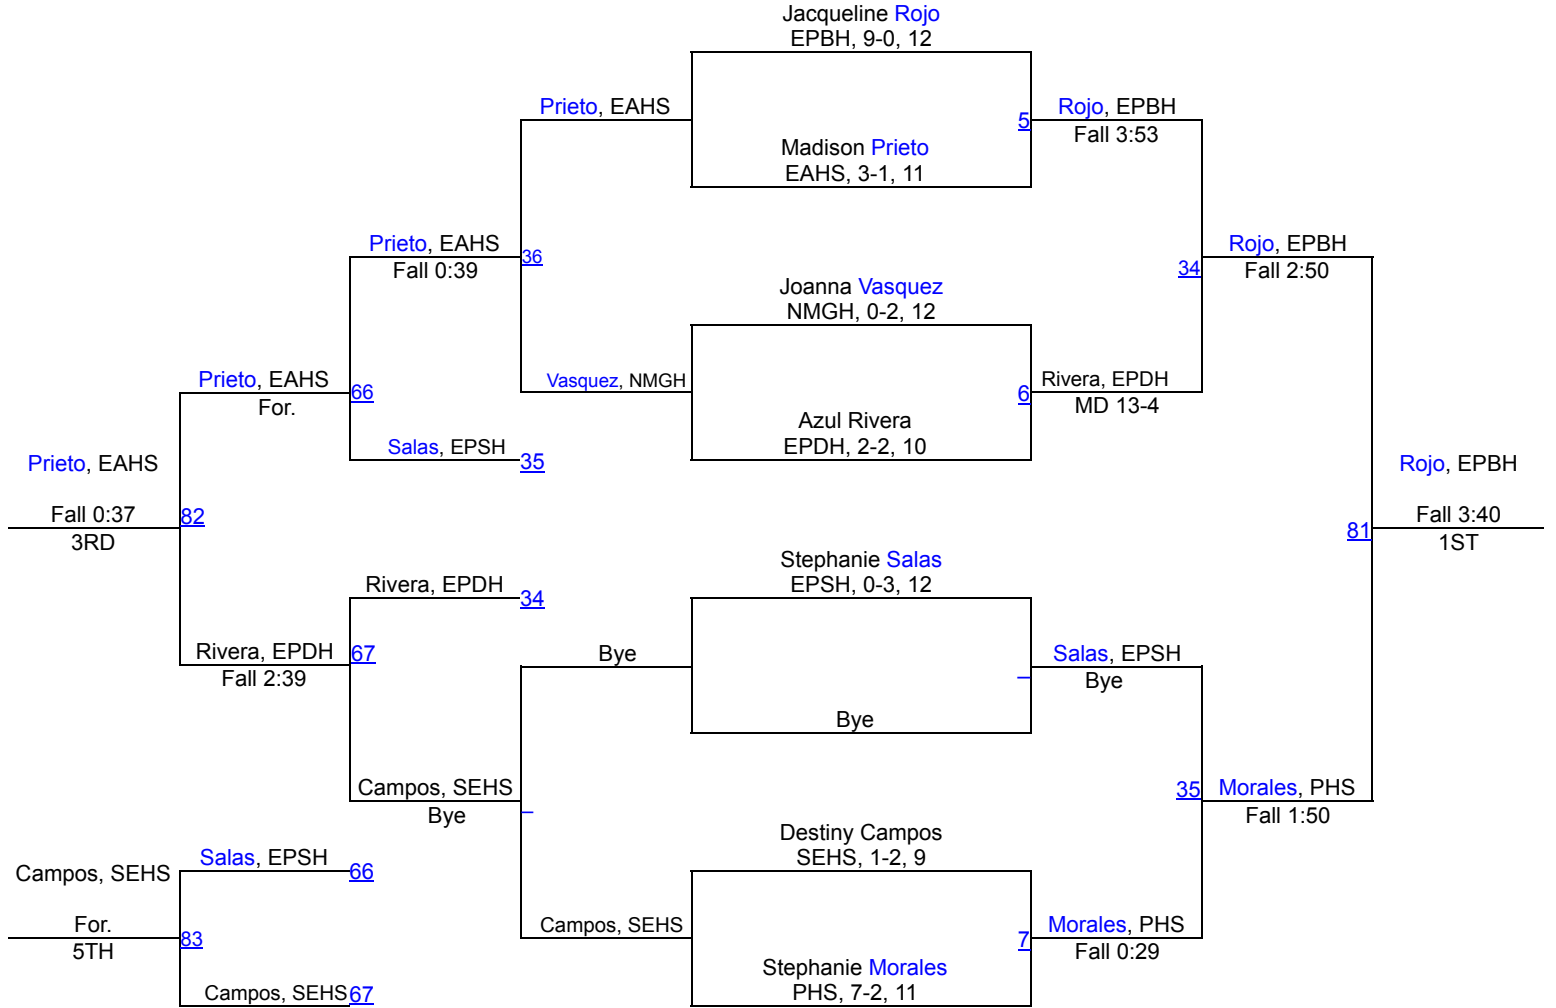 Jacqueline Rojo
EPBH, 9-0, 12
Prieto, EAHS
5
Rojo, EPBH
Fall 3:53
Madison Prieto
EAHS, 3-1, 11
Prieto, EAHS
Fall 0:39
36
Rojo, EPBH
Fall 2:50
34
Joanna Vasquez
NMGH, 0-2, 12
Prieto, EAHS
For.
66
Vasquez, NMGH
6
Rivera, EPDH
MD 13-4
Azul Rivera
EPDH, 2-2, 10
Salas, EPSH
35
Prieto, EAHS
Fall 0:37
3RD
82
Rojo, EPBH
Fall 3:40
1ST
81
Stephanie Salas
EPSH, 0-3, 12
Rivera, EPDH
34
Rivera, EPDH
Fall 2:39
67
Bye
Salas, EPSH
Bye
Bye
Campos, SEHS
Bye
35
Morales, PHS
Fall 1:50
Destiny Campos
SEHS, 1-2, 9
Salas, EPSH
66
Campos, SEHS
For.
5TH
83
Campos, SEHS
7
Morales, PHS
Fall 0:29
Stephanie Morales
PHS, 7-2, 11
Campos, SEHS
67